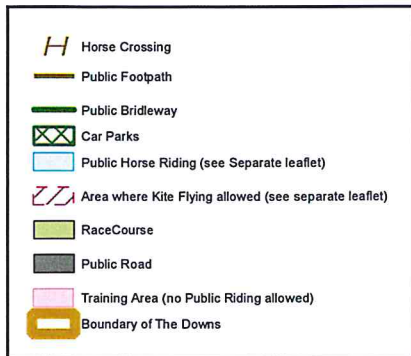 Horse Crossing
Public Footpath
Public Bridleway
Car Parks
Public Horse Riding (see Separate leaflet)
Area where Kite Flying allowed (see separate leaflet)
RaceCourse
Public Road
Training Area (no Public Riding allowed)
Boundary of The Downs